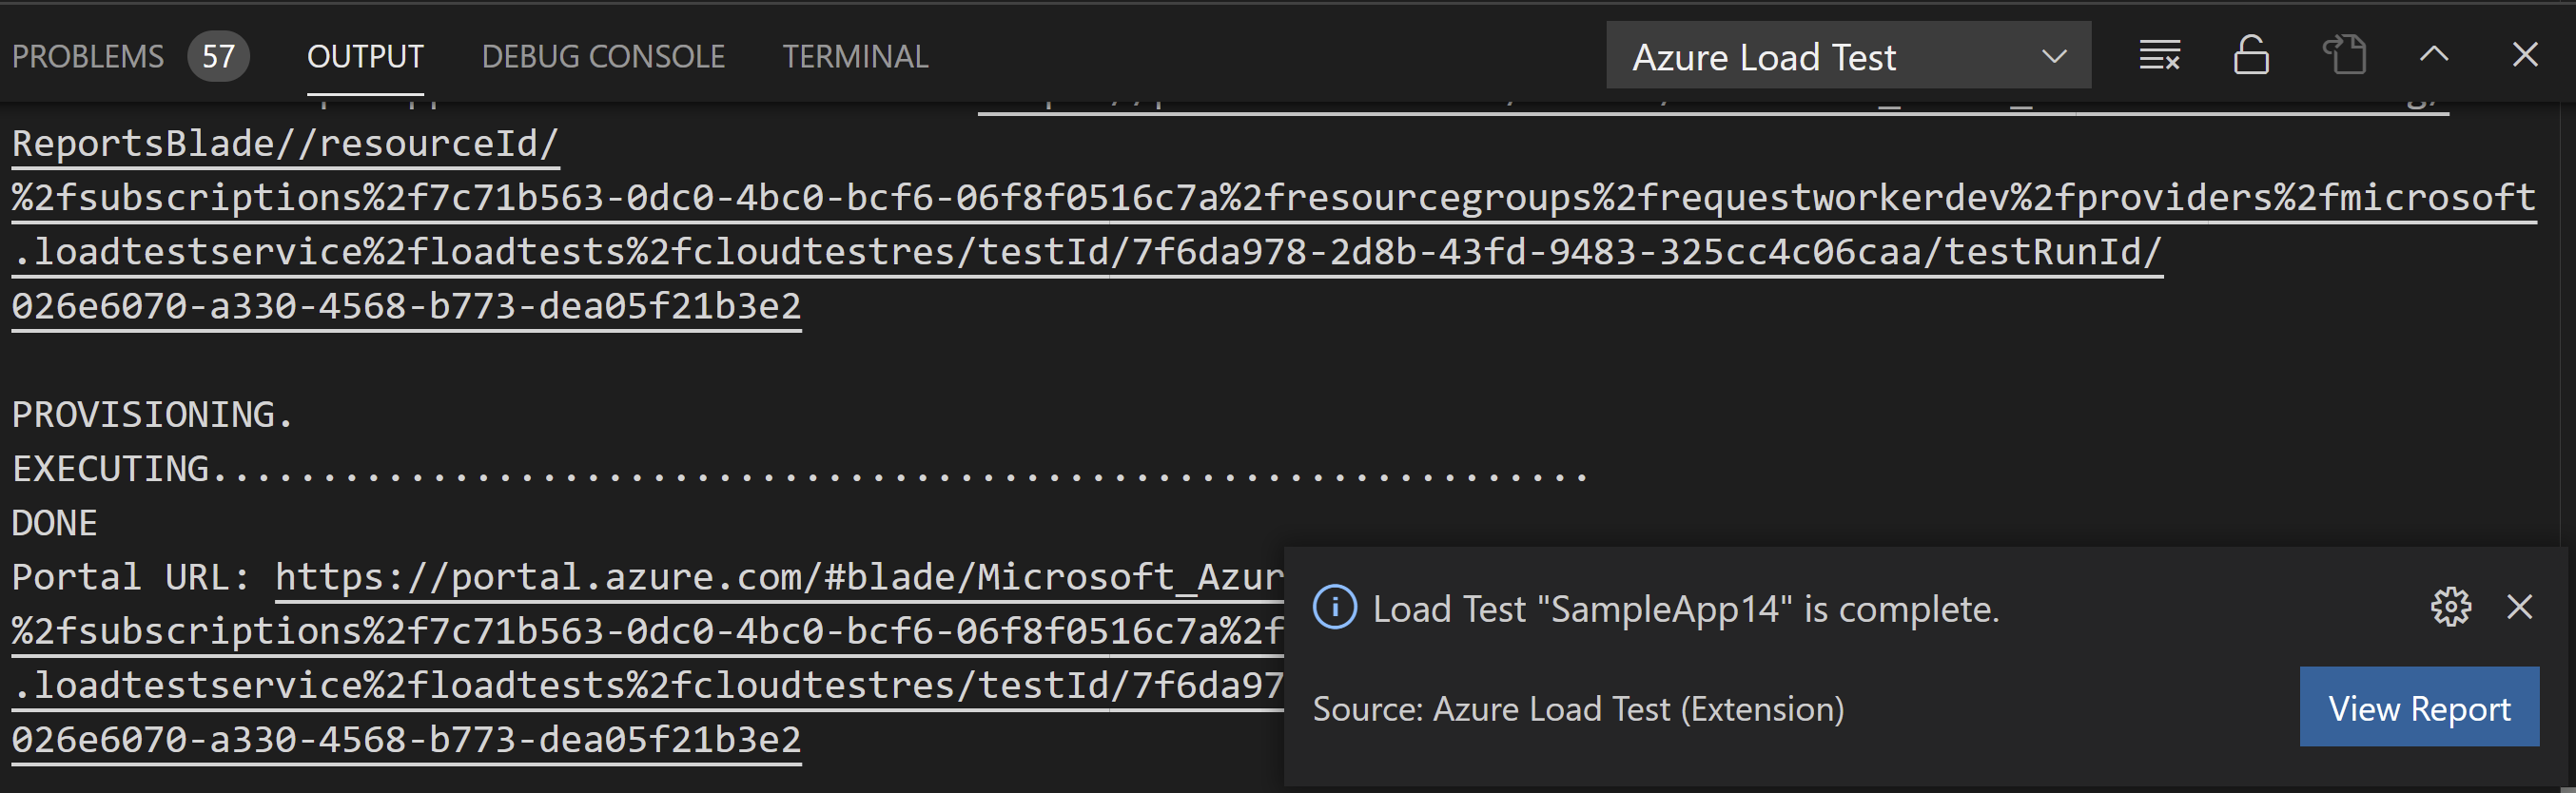 PROBLEMS 57 OUTPUT DEBUG CONSOLE TERMINAL Azure Load Test
ReportsBlade//resourceId/
%2fsubscriptions%2f7c71b563-0dc0-4bc0-bcf6-06f8f0516c7a%2fresourcegroups%2frequestworkerdev%2fproviders%2fmicrosoft
.loadtestservice%2floadtests%2fcloudtestres/testId/7f6da978-2d8b-43fd-9483-325cc4c06caa/testRunId/
026e6070-a330-4568-b773-dea05f21b3e2
PROVISIONING.
EXECUTING...............................................................
DONE
Portal URL: https://portal.azure.com/#blade/Microsoft_Azur
%2fsubscriptions%2f7c71b563-0dc0-4bc0-bcf6-06f8f0516c7a%2f
.loadtestservice%2floadtests%2fcloudtestres/testId/7f6da97
026e6070-a330-4568-b773-dea05f21b3e2
Load Test "SampleApp14" is complete.
Source: Azure Load Test (Extension)
View Report